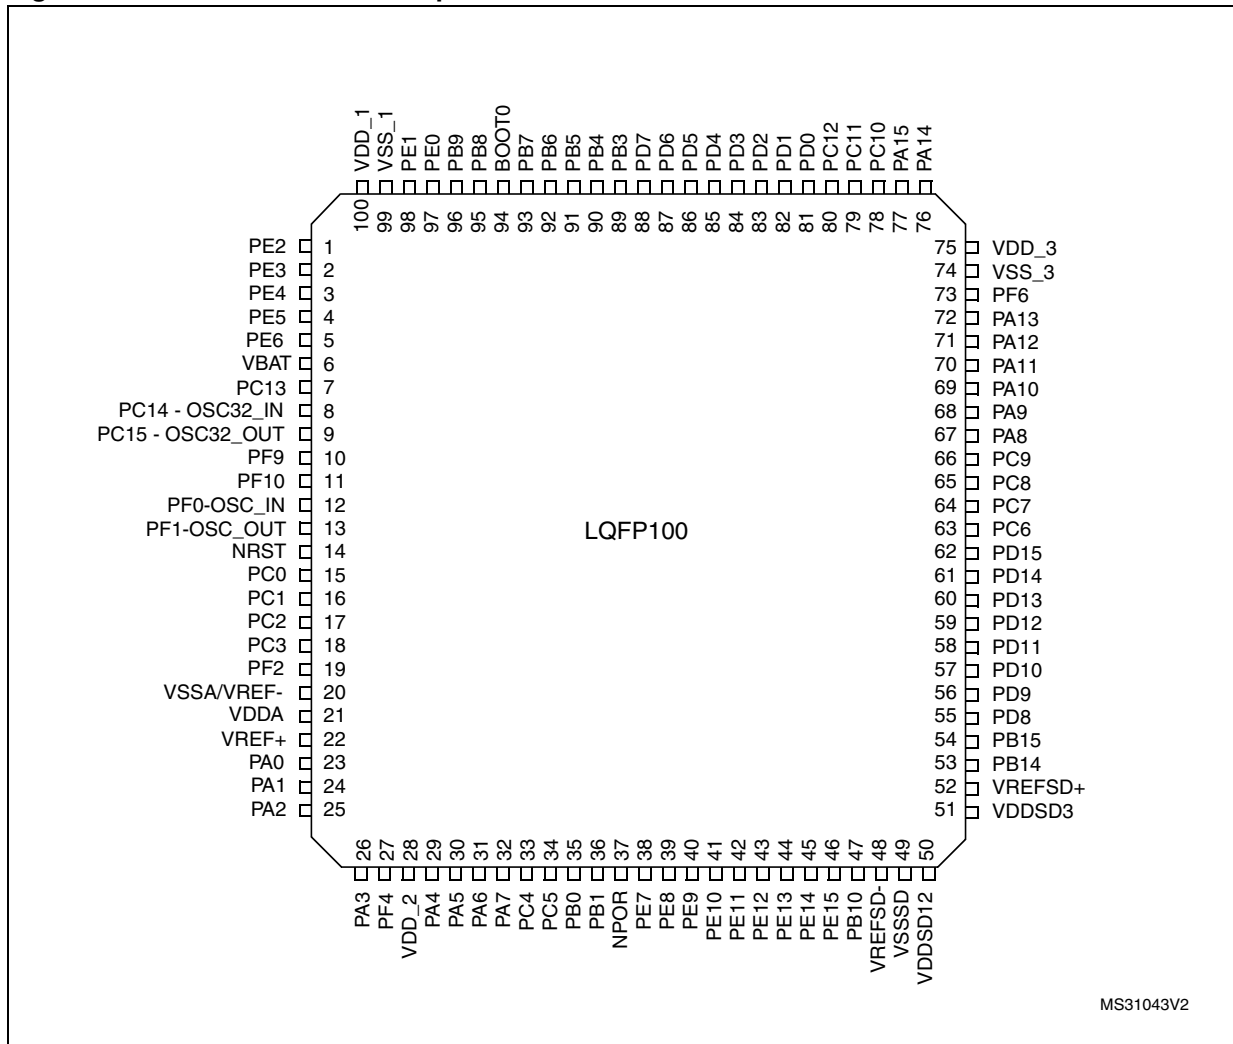 VDD_1
VSS_1
PE1
PE0
PB9
PB8
BOOT0
PB7
PB6
PB5
PB4
PB3
PD7
PD6
PD5
PD4
PD3
PD2
PD1
PD0
PC12
PC11
PC10
PA15
PA14
100
99
98
97
96
95
94
93
92
91
90
89
88
87
86
85
84
83
82
81
80
79
78
77
76
PE2 1
PE3 2
PE4 3
PE5 4
PE6 5
VBAT 6
PC13 7
PC14 - OSC32_IN 8
PC15 - OSC32_OUT 9
PF9 10
PF10 11
PF0-OSC_IN 12
PF1-OSC_OUT 13
NRST 14
PC0 15
PC1 16
PC2 17
PC3 18
PF2 19
VSSA/VREF- 20
VDDA 21
VREF+ 22
PA0 23
PA1 24
PA2 25
LQFP100
75 VDD_3
74 VSS_3
73 PF6
72 PA13
71 PA12
70 PA11
69 PA10
68 PA9
67 PA8
66 PC9
65 PC8
64 PC7
63 PC6
62 PD15
61 PD14
60 PD13
59 PD12
58 PD11
57 PD10
56 PD9
55 PD8
54 PB15
53 PB14
52 VREFSD+
51 VDDSD3
26
27
28
29
30
31
32
33
34
35
36
37
38
39
40
41
42
43
44
45
46
47
48
49
50
PA3
PF4
VDD_2
PA4
PA5
PA6
PA7
PC4
PC5
PB0
PB1
NPOR
PE7
PE8
PE9
PE10
PE11
PE12
PE13
PE14
PE15
PB10
VREFSD-
VSSSD
VDDSD12
MS31043V2